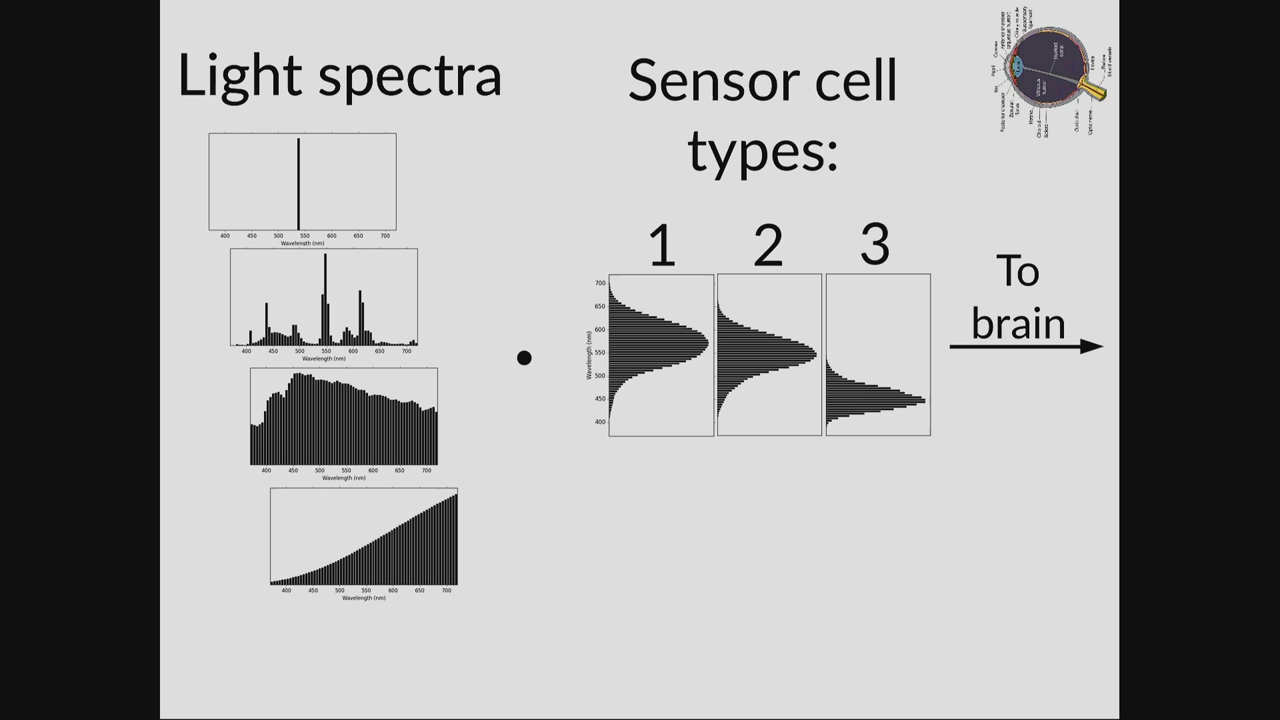 Light spectra
Sensor cell
types:
1 2 3
To
brain
400 450 500 550 600 650 700
Wavelength (nm)
400 450 500 550 600 650 700
Wavelength (nm)
400 450 500 550 600 650 700
Wavelength (nm)
400 450 500 550 600 650 700
Wavelength (nm)
700
650
600
550
500
450
400
Wavelength (nm)